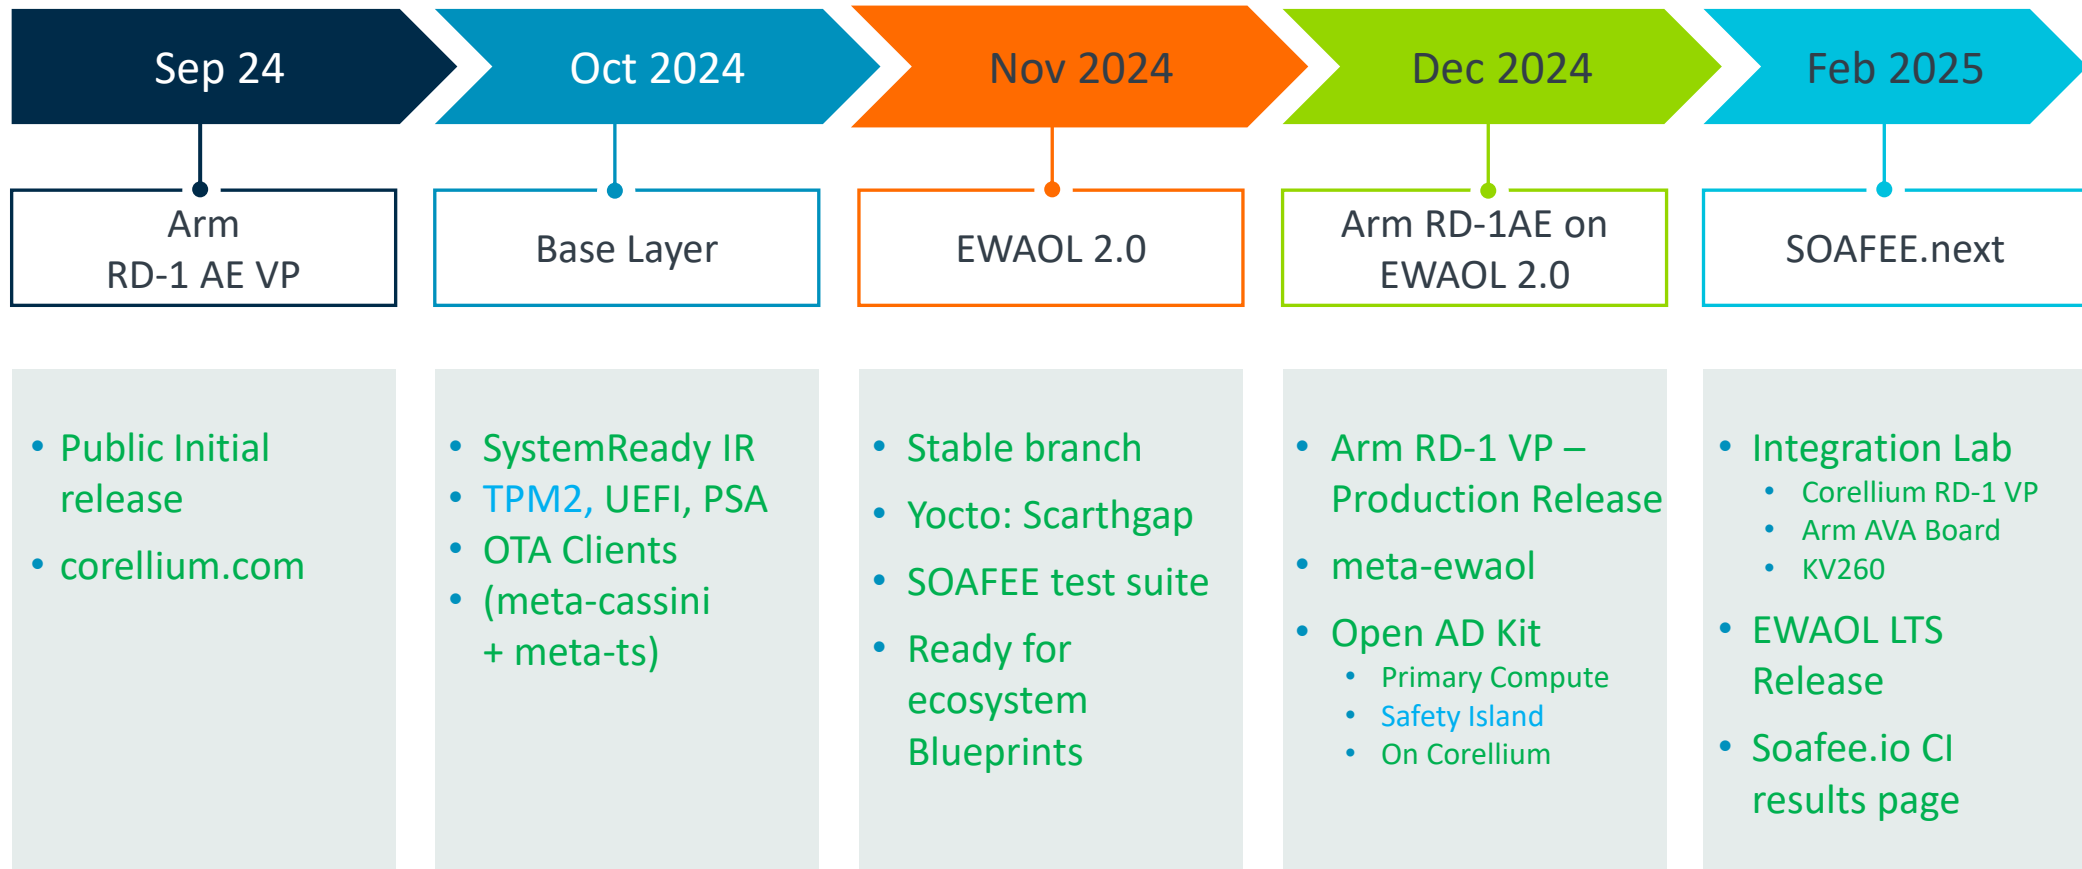 Sep 24
Oct 2024
Nov 2024
Dec 2024
Feb 2025
Arm
RD-1 AE VP
Base Layer
EWAOL 2.0
Arm RD-1AE on
EWAOL 2.0
SOAFEE.next
• Public Initial
release
• corellium.com
• SystemReady IR
• TPM2, UEFI, PSA
• OTA Clients
• (meta-cassini
+ meta-ts)
• Stable branch
• Yocto: Scarthgap
• SOAFEE test suite
• Ready for
ecosystem
Blueprints
• Arm RD-1 VP –
Production Release
• meta-ewaol
• Open AD Kit
• Primary Compute
• Safety Island
• On Corellium
• Integration Lab
• Corellium RD-1 VP
• Arm AVA Board
• KV260
• EWAOL LTS
Release
• Soafee.io CI
results page